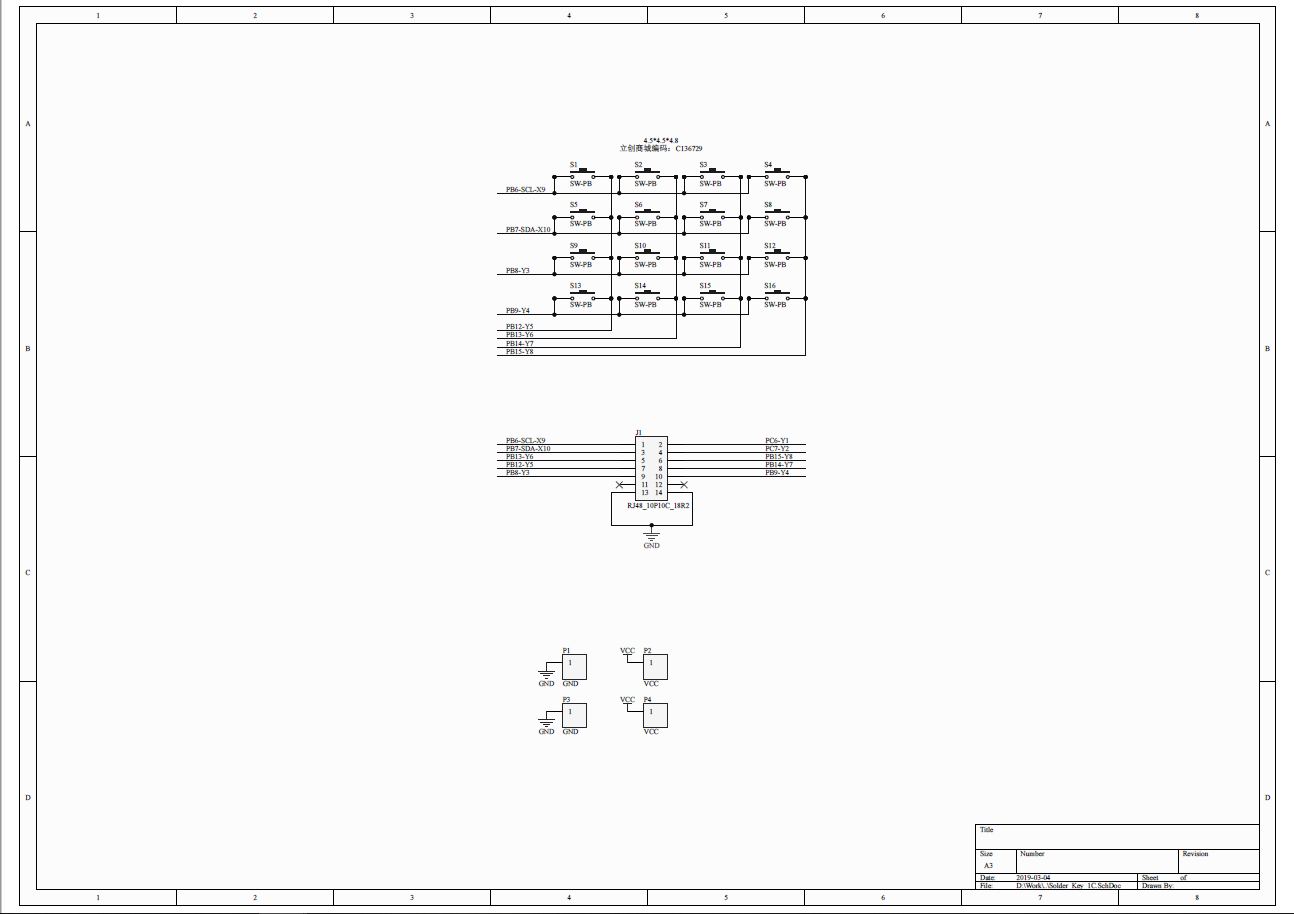 1 2 3 4 5 6 7 8
A A
4.5*4.5*4.8
立创商城编码：C136729
S1 S2 S3 S4
SW-PB SW-PB SW-PB SW-PB
PB6-SCL-X9
S5 S6 S7 S8
SW-PB SW-PB SW-PB SW-PB
PB7-SDA-X10
S9 S10 S11 S12
SW-PB SW-PB SW-PB SW-PB
PB8-Y3
S13 S14 S15 S16
SW-PB SW-PB SW-PB SW-PB
PB9-Y4
PB12-Y5
PB13-Y6
PB14-Y7
PB15-Y8
B B
J1
PB6-SCL-X9 1 2 PC6-Y1
PB7-SDA-X10 3 4 PC7-Y2
PB13-Y6 5 6 PB15-Y8
PB12-Y5 7 8 PB14-Y7
PB8-Y3 9 10 PB9-Y4
11 12
13 14
RJ48_10P10C_18R2
GND
C C
P1 VCC P2
1 1
GND GND VCC
P3 VCC P4
1 1
GND GND VCC
D D
Title
Size Number Revision
A3
Date: 2019-03-04 Sheet of
File: D:\Work\..\Solder_Key_1C.SchDoc Drawn By:
1 2 3 4 5 6 7 8